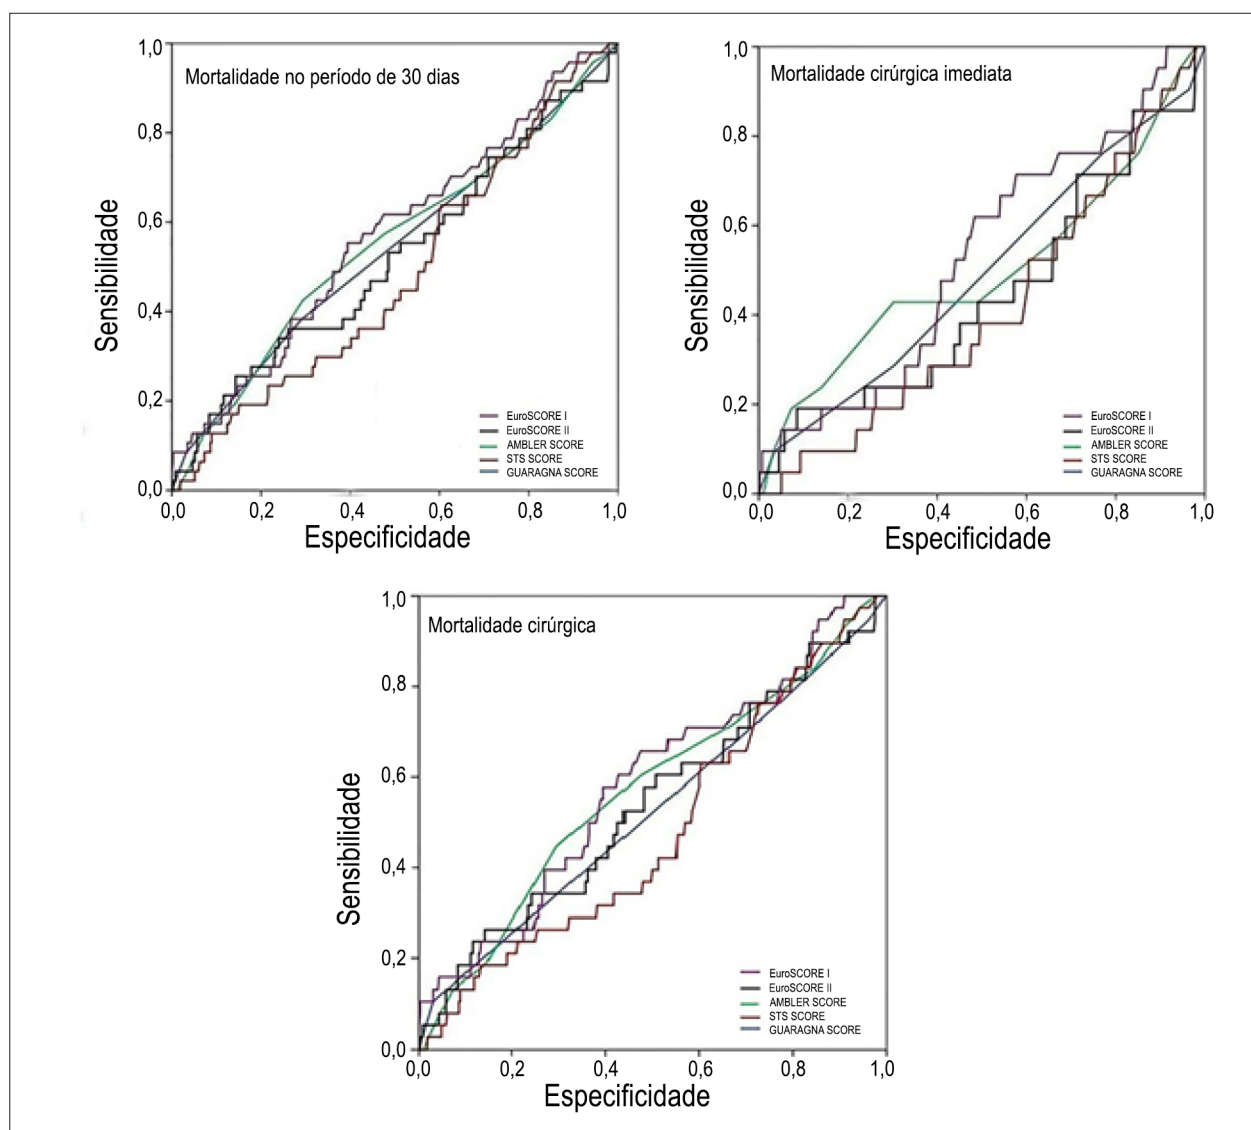 Mortalidade no período de 30 dias
Sensibilidade
1,0
0,8
0,6
0,4
0,2
0,0
EuroSCORE I
EuroSCORE II
AMBLER SCORE
STS SCORE
GUARAGNA SCORE
0,0 0,2 0,4 0,6 0,8 1,0
Especificidade
Mortalidade cirúrgica imediata
Sensibilidade
1,0
0,8
0,6
0,4
0,2
0,0
EuroSCORE I
EuroSCORE II
AMBLER SCORE
STS SCORE
GUARAGNA SCORE
0,0 0,2 0,4 0,6 0,8 1,0
Especificidade
Mortalidade cirúrgica
Sensibilidade
1,0
0,8
0,6
0,4
0,2
0,0
EuroSCORE I
EuroSCORE II
AMBLER SCORE
STS SCORE
GUARAGNA SCORE
0,0 0,2 0,4 0,6 0,8 1,0
Especificidade